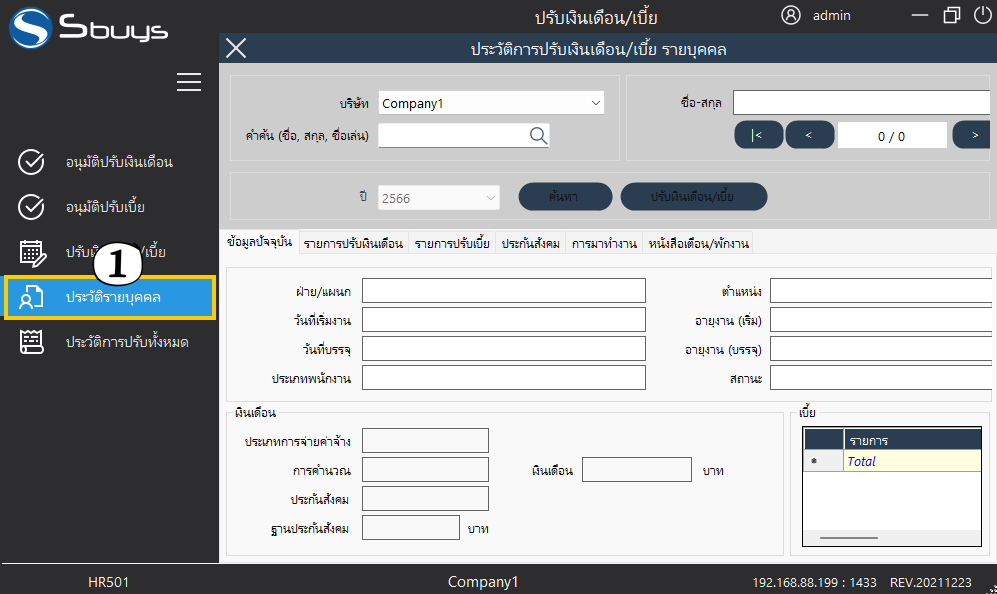 Sbuys
ปรับเงินเดือน/เบี้ย
admin
ประวัติการปรับเงินเดือน/เบี้ย รายบุคคล
อนุมัติปรับเงินเดือน
อนุมัติปรับเบี้ย
/เบี้ย
1
ประวัติรายบุคคล
ประวัติการปรับทั้งหมด
บริษัท Company1
คำค้น (ชื่อ, สกุล, ชื่อเล่น)
ชื่อ-สกุล
|< < 0 / 0 >
ปี 2566 ค้นหา ปรับเงินเดือน/เบี้ย
ข้อมูลปัจจุบัน รายการปรับเงินเดือน รายการปรับเบี้ย ประกันสังคม การมาทำงาน หนังสือเตือน/พักงาน
ฝ่าย/แผนก ตำแหน่ง
วันที่เริ่มงาน อายุงาน (เริ่ม)
วันที่บรรจุ อายุงาน (บรรจุ)
ประเภทพนักงาน สถานะ
เงินเดือน
ประเภทการจ่ายค่าจ้าง
การคำนวณ เงินเดือน บาท
ประกันสังคม
ฐานประกันสังคม บาท
เบี้ย
รายการ
Total
HR501 Company1 192.168.88.199 : 1433 REV.20211223